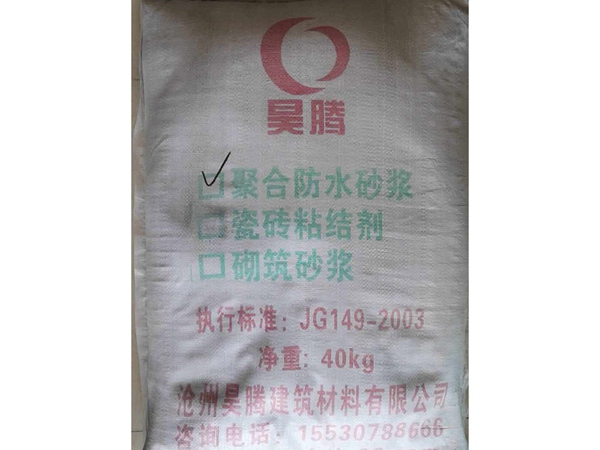 昊腾
☑聚合防水砂浆
□瓷砖粘结剂
□砌筑砂浆
执行标准：JG149-2003
净重：40kg
沧州昊腾建筑材料有限公司
咨询电话：15530788666